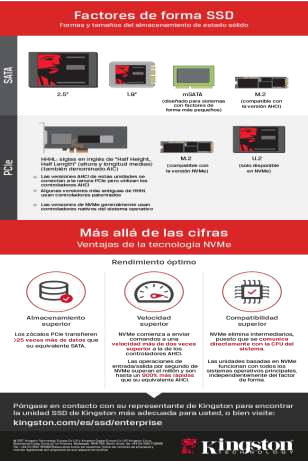 Factores de forma SSD
Formas y tamaños del almacenamiento de estado sólido
SATA
2.5"
1.8"
mSATA
(diseñado para sistemas
con factores de
forma más pequeños)
M.2
(compatible con
la versión AHCI)
PCIe
HHHL: siglas en inglés de "Half Height,
Half Length" (altura y longitud medias)
(también denominado AIC)
Las versiones AHCI de estas unidades se
conectan a la ranura PCIe pero utilizan los
controladores AHCI
Algunas versiones más antiguas de HHHL
usan controladores patentados
Las versiones de NVMe generalmente usan
controladores nativos del sistema operativo
M.2
(compatible con
la versión NVMe)
U.2
(solo disponible
en NVMe)
Más allá de las cifras
Ventajas de la tecnología NVMe
Rendimiento óptimo
Almacenamiento
superior
Los zócalos PCIe transfieren
>25 veces más de datos que
su equivalente SATA.
Velocidad
superior
NVMe comienza a enviar
comandos a una
velocidad más de dos veces
superior a la de los
controladores AHCI.
Las operaciones de
entrada/salida por segundo de
NVMe superan el millón y son
hasta un 900% más rápidas
que su equivalente AHCI.
Compatibilidad
superior
NVMe elimina intermediarios,
puesto que se comunica
directamente con la CPU del
sistema.
Las unidades basadas en NVMe
funcionan con todos los
sistemas operativos principales,
independientemente del factor
de forma.
Póngase en contacto con su representante de Kingston para encontrar
la unidad SSD de Kingston más adecuada para usted, o bien visite:
kingston.com/es/ssd/enterprise
Kingston
TECHNOLOGY